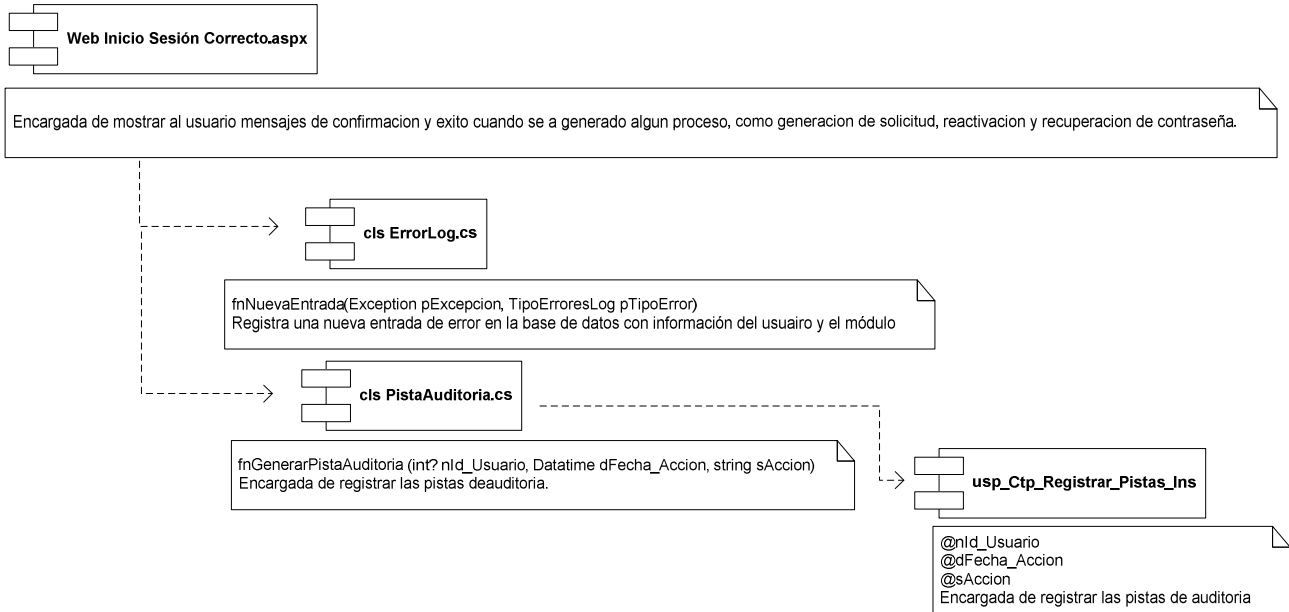 Web Inicio Sesión Correcto.aspx
Encargada de mostrar al usuario mensajes de confirmacion y exito cuando se a generado algun proceso, como generacion de solicitud, reactivacion y recuperacion de contraseña.
cls ErrorLog.cs
fnNuevaEntrada(Exception pExcepcion, TipoErroresLog pTipoError)
Registra una nueva entrada de error en la base de datos con información del usuairo y el módulo
cls PistaAuditoria.cs
fnGenerarPistaAuditoria (int? nId_Usuario, Datatime dFecha_Accion, string sAccion)
Encargada de registrar las pistas deauditoria.
usp_Ctp_Registrar_Pistas_Ins
@nId_Usuario
@dFecha_Accion
@sAccion
Encargada de registrar las pistas de auditoria